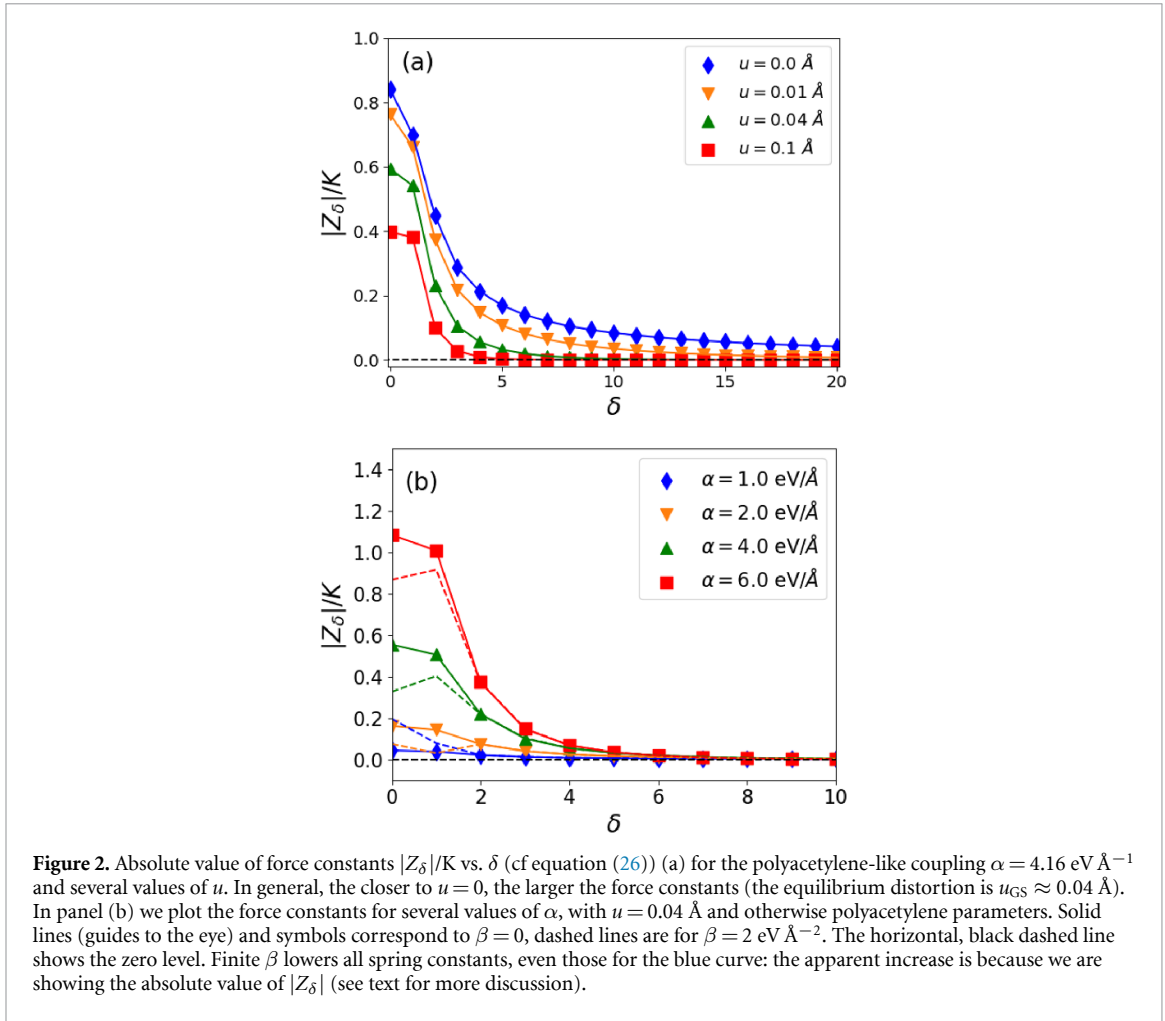 (a)
u = 0.0 Å
u = 0.01 Å
u = 0.04 Å
u = 0.1 Å
1.0
0.8
0.6
0.4
0.2
0.0
|Zδ|/K
0 5 10 15 20
δ
(b)
α = 1.0 eV/Å
α = 2.0 eV/Å
α = 4.0 eV/Å
α = 6.0 eV/Å
1.4
1.2
1.0
0.8
0.6
0.4
0.2
0.0
|Zδ|/K
0 2 4 6 8 10
δ
Figure 2. Absolute value of force constants |Zδ|/K vs. δ (cf equation (26)) (a) for the polyacetylene-like coupling α = 4.16 eV Å⁻¹
and several values of u. In general, the closer to u = 0, the larger the force constants (the equilibrium distortion is uGS ≈ 0.04 Å).
In panel (b) we plot the force constants for several values of α, with u = 0.04 Å and otherwise polyacetylene parameters. Solid
lines (guides to the eye) and symbols correspond to β = 0, dashed lines are for β = 2 eV Å⁻². The horizontal, black dashed line
shows the zero level. Finite β lowers all spring constants, even those for the blue curve: the apparent increase is because we are
showing the absolute value of |Zδ| (see text for more discussion).